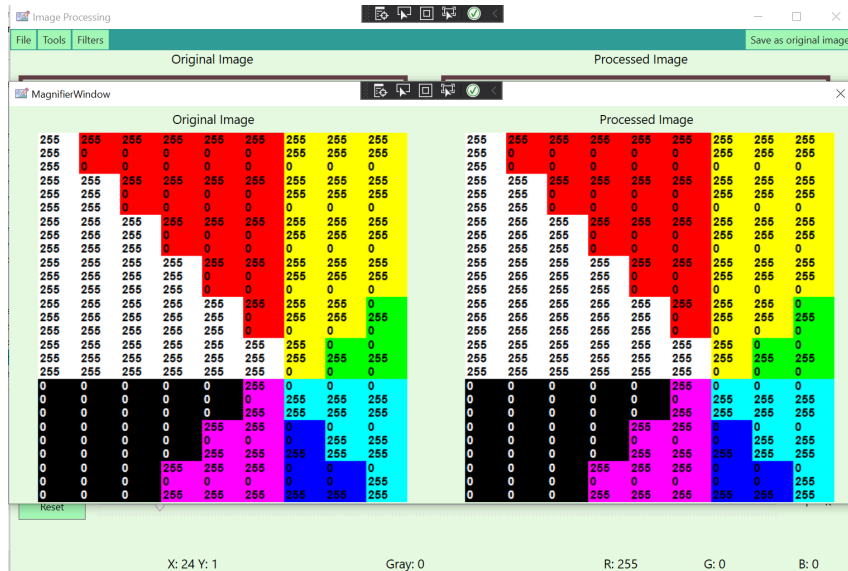 Image Processing
File Tools Filters Save as original image
Original Image Processed Image
MagnifierWindow
Original Image Processed Image
255 255 255 255 255 255 255 255 255 255 255 255 255 255 255 255 255 255
255 0 0 0 0 0 255 255 255 255 0 0 0 0 0 255 255 255
255 0 0 0 0 0 0 0 0 255 0 0 0 0 0 0 0 0
255 255 255 255 255 255 255 255 255 255 255 255 255 255 255 255 255 255
255 255 0 0 0 0 255 255 255 255 255 0 0 0 0 255 255 255
255 255 0 0 0 0 0 0 0 255 255 0 0 0 0 0 0 0
255 255 255 255 255 255 255 255 255 255 255 255 255 255 255 255 255 255
255 255 255 0 0 0 255 255 255 255 255 255 0 0 0 255 255 255
255 255 255 0 0 0 0 0 0 255 255 255 0 0 0 0 0 0
255 255 255 255 255 255 255 255 255 255 255 255 255 255 255 255 255 255
255 255 255 255 0 0 255 255 255 255 255 255 255 0 0 255 255 255
255 255 255 255 0 0 0 0 0 255 255 255 255 0 0 0 0 0
255 255 255 255 255 255 255 255 0 255 255 255 255 255 255 255 255 0
255 255 255 255 255 0 255 255 255 255 255 255 255 255 0 255 255 255
255 255 255 255 255 0 0 0 0 255 255 255 255 255 0 0 0 0
255 255 255 255 255 255 255 0 0 255 255 255 255 255 255 255 0 0
255 255 255 255 255 255 255 255 255 255 255 255 255 255 255 255 255 255
255 255 255 255 255 255 0 0 0 255 255 255 255 255 255 0 0 0
0 0 0 0 0 255 0 0 0 0 0 0 0 0 255 0 0 0
0 0 0 0 0 0 255 255 255 0 0 0 0 0 0 255 255 255
0 0 0 0 0 255 255 255 255 0 0 0 0 0 255 255 255 255
0 0 0 0 255 255 0 0 0 0 0 0 0 255 255 0 0 0
0 0 0 0 0 0 0 255 255 0 0 0 0 0 0 0 255 255
0 0 0 0 255 255 255 255 255 0 0 0 0 255 255 255 255 255
0 0 0 255 255 255 0 0 0 0 0 0 255 255 255 0 0 0
0 0 0 0 0 0 0 0 255 0 0 0 0 0 0 0 0 255
0 0 0 255 255 255 255 255 255 0 0 0 255 255 255 255 255 255
Reset
X: 24 Y: 1 Gray: 0 R: 255 G: 0 B: 0